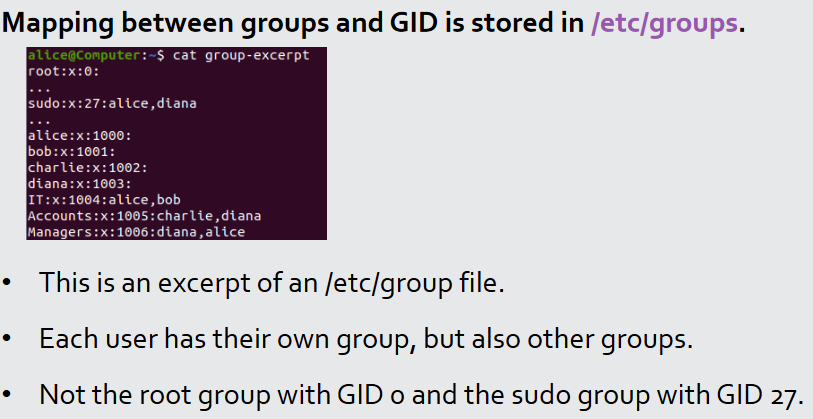 Mapping between groups and GID is stored in /etc/groups.
alice@Computer:~$ cat group-excerpt
root:x:0:
...
sudo:x:27:alice,diana
...
alice:x:1000:
bob:x:1001:
charlie:x:1002:
diana:x:1003:
IT:x:1004:alice,bob
Accounts:x:1005:charlie,diana
Managers:x:1006:diana,alice
• This is an excerpt of an /etc/group file.
• Each user has their own group, but also other groups.
• Not the root group with GID 0 and the sudo group with GID 27.